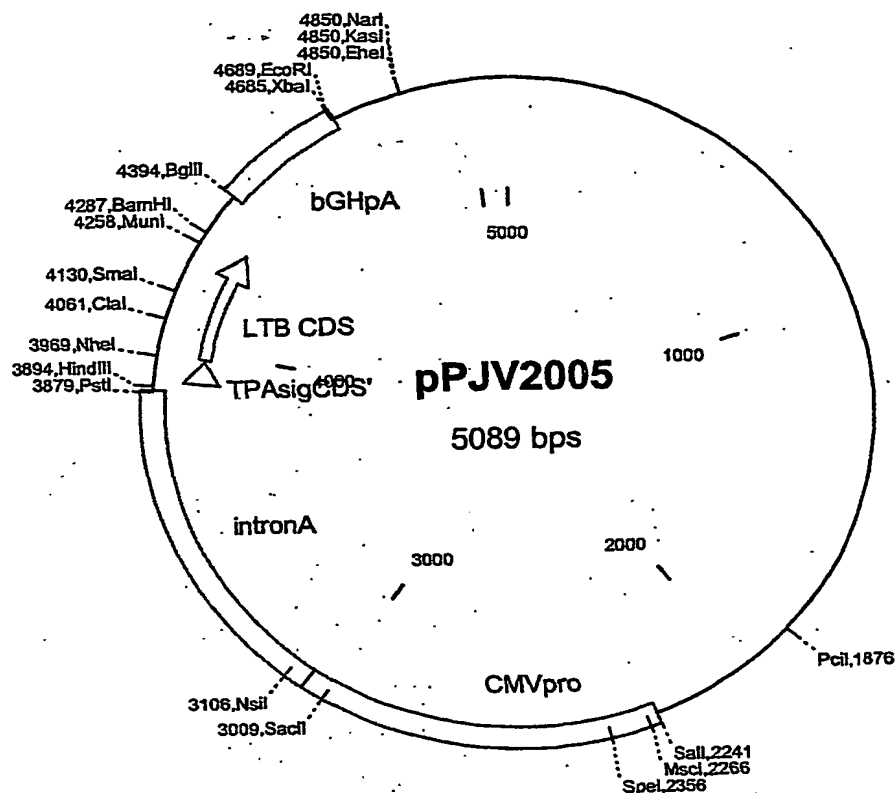 4850,NarI
4850,KasI
4850,EheI
4689,EcoRI
4685,XbaI
4394,BglII
4287,BamHI
4258,MunI
4130,SmaI
4061,ClaI
3969,NheI
3894,HindIII
3879,PstI
bGHpA
5000
LTB CDS
1000
TPAsigCDS'
4000
pPJV2005
5089 bps
intronA
3000
2000
PciI,1876
CMVpro
3106,NsiI
3009,SacII
SalI,2241
MscI,2266
SpeI,2356